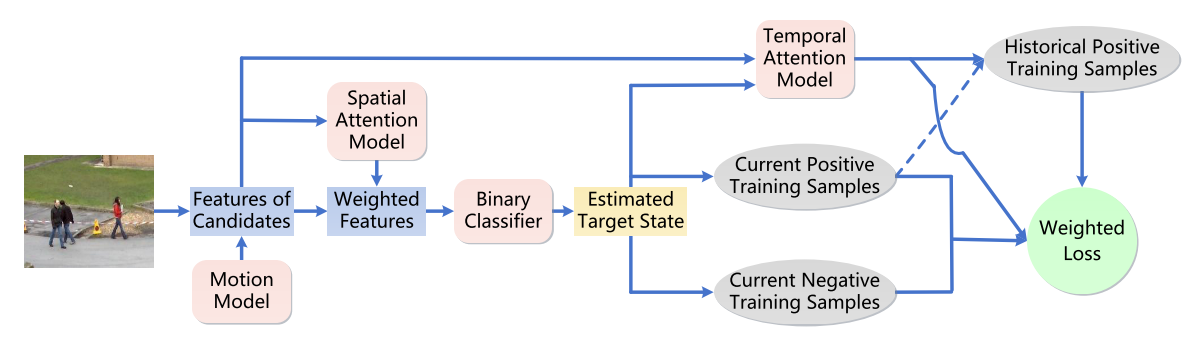 Temporal
Attention
Model
Historical Positive
Training Samples
Spatial
Attention
Model
Current Positive
Training Samples
Features of
Candidates
Weighted
Features
Binary
Classifier
Estimated
Target State
Weighted
Loss
Motion
Model
Current Negative
Training Samples